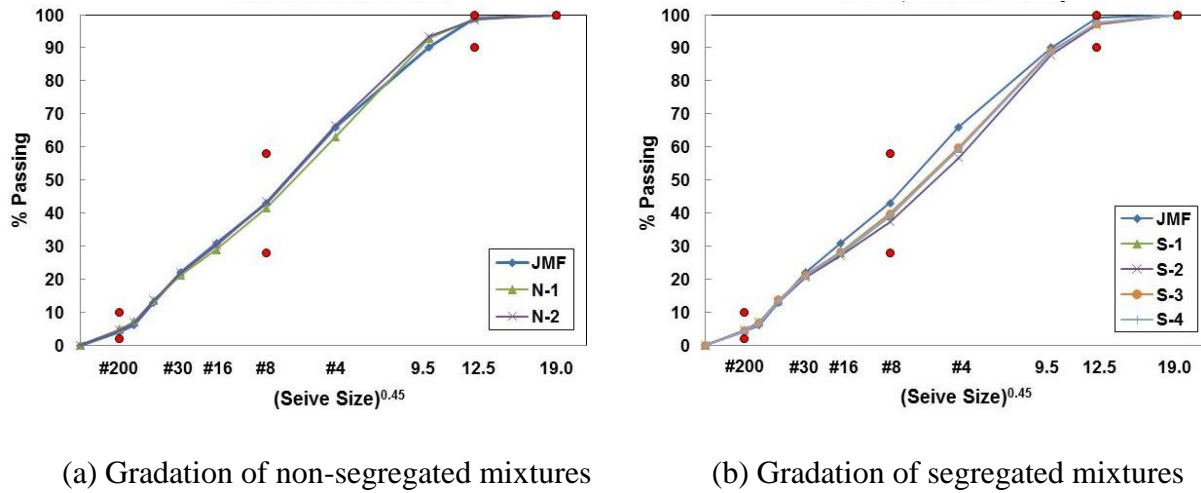 100
90
80
70
60
50
40
30
20
10
0
% Passing
#200 #30 #16 #8 #4 9.5 12.5 19.0
(Seive Size)0.45
JMF
N-1
N-2
(a) Gradation of non-segregated mixtures
100
90
80
70
60
50
40
30
20
10
0
% Passing
#200 #30 #16 #8 #4 9.5 12.5 19.0
(Seive Size)0.45
JMF
S-1
S-2
S-3
S-4
(b) Gradation of segregated mixtures